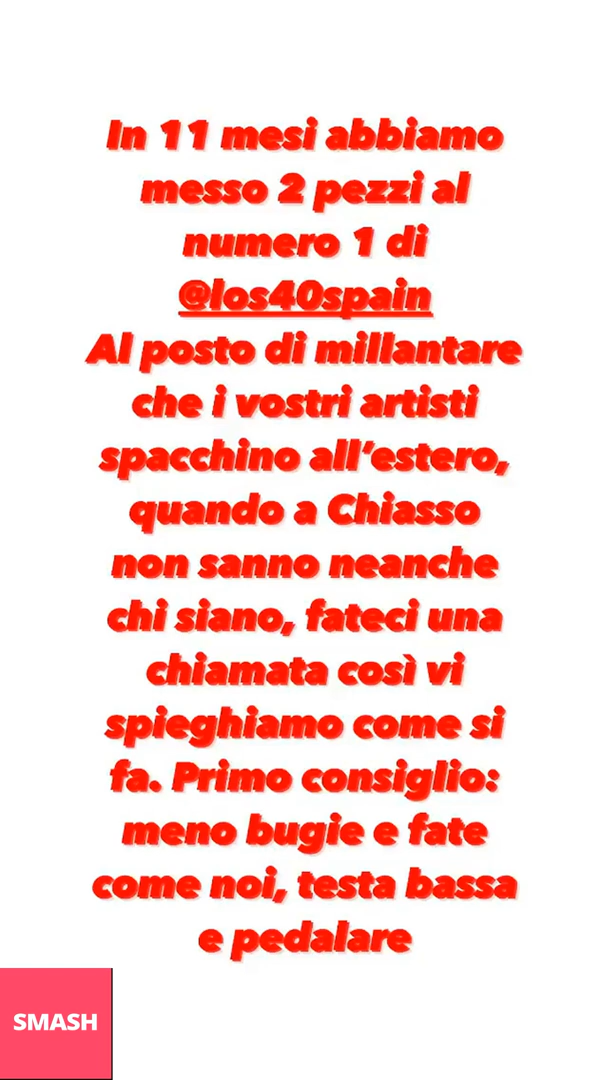 In 11 mesi abbiamo
messo 2 pezzi al
numero 1 di
@los40spain
Al posto di millantare
che i vostri artisti
spacchino all’estero,
quando a Chiasso
non sanno neanche
chi siano, fateci una
chiamata così vi
spieghiamo come si
fa. Primo consiglio:
meno bugie e fate
come noi, testa bassa
e pedalare
SMASH